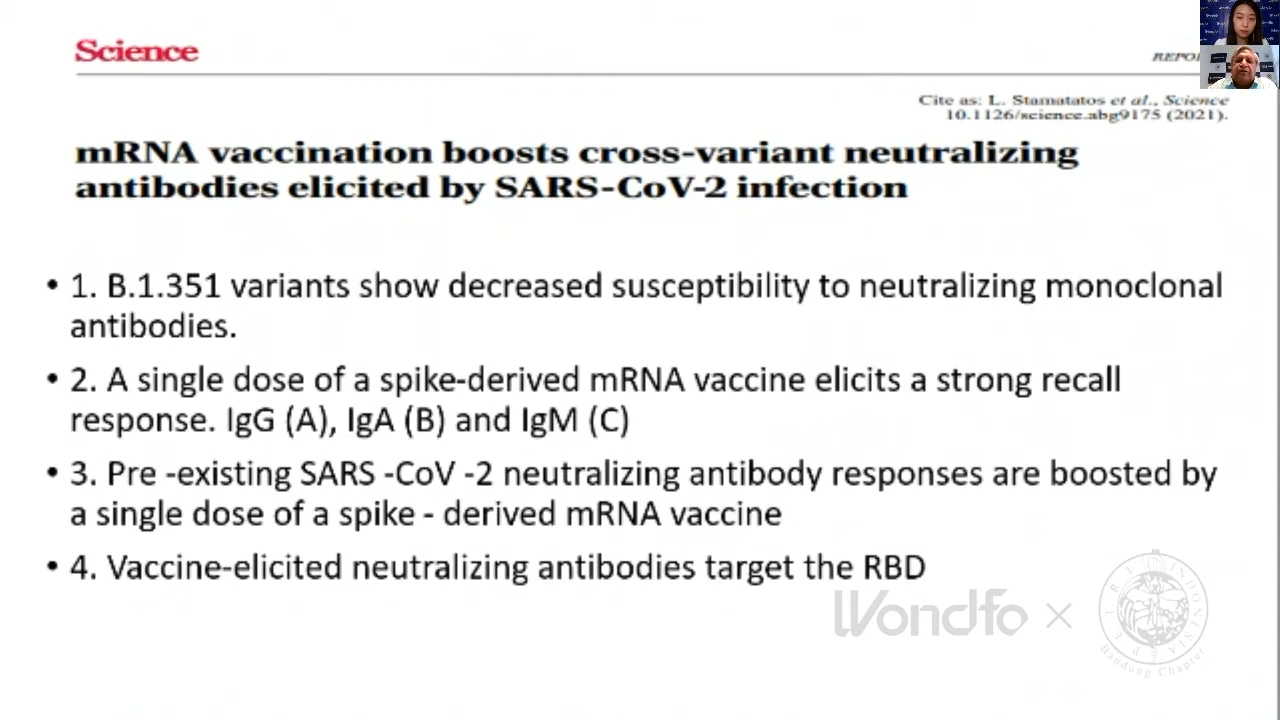 Science
REPO
Cite as: L. Stamatatos et al., Science
10.1126/science.abg9175 (2021).
mRNA vaccination boosts cross-variant neutralizing
antibodies elicited by SARS-CoV-2 infection
• 1. B.1.351 variants show decreased susceptibility to neutralizing monoclonal
antibodies.
• 2. A single dose of a spike-derived mRNA vaccine elicits a strong recall
response. IgG (A), IgA (B) and IgM (C)
• 3. Pre -existing SARS -CoV -2 neutralizing antibody responses are boosted by
a single dose of a spike - derived mRNA vaccine
• 4. Vaccine-elicited neutralizing antibodies target the RBD
Wondfo ×
Bandung Chapter